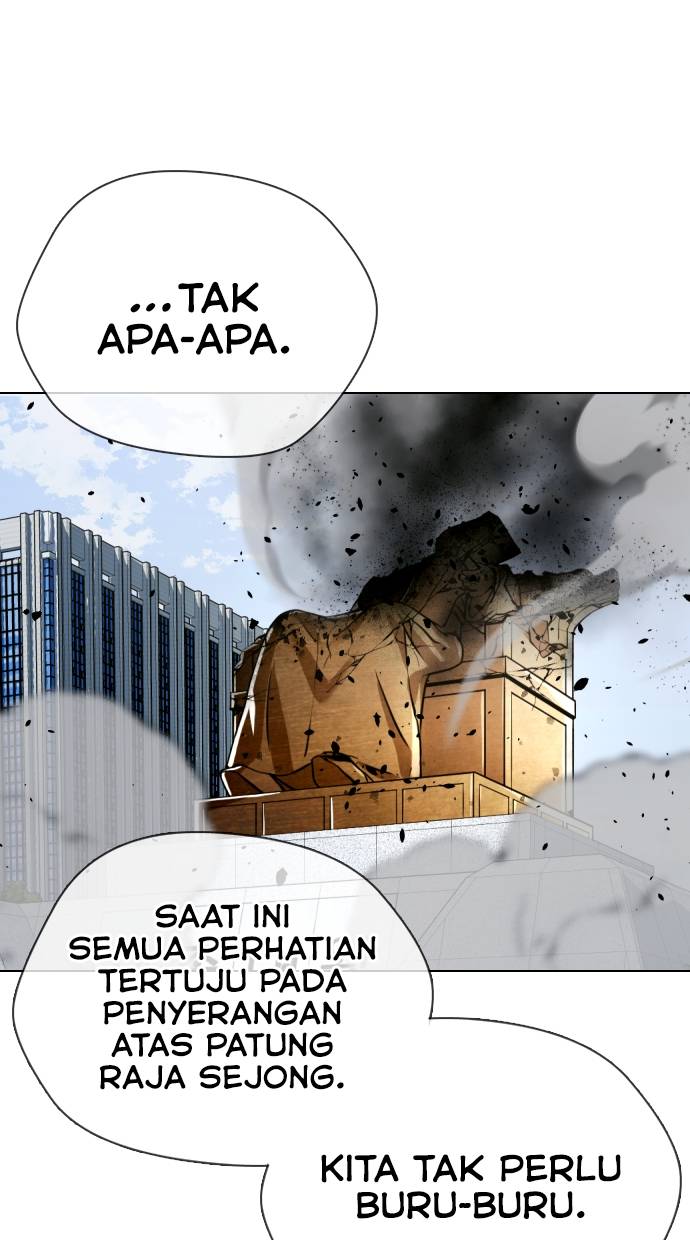 ...TAK
APA-APA.
SAAT INI
SEMUA PERHATIAN
TERTUJU PADA
PENYERANGAN
ATAS PATUNG
RAJA SEJONG.
KITA TAK PERLU
BURU-BURU.